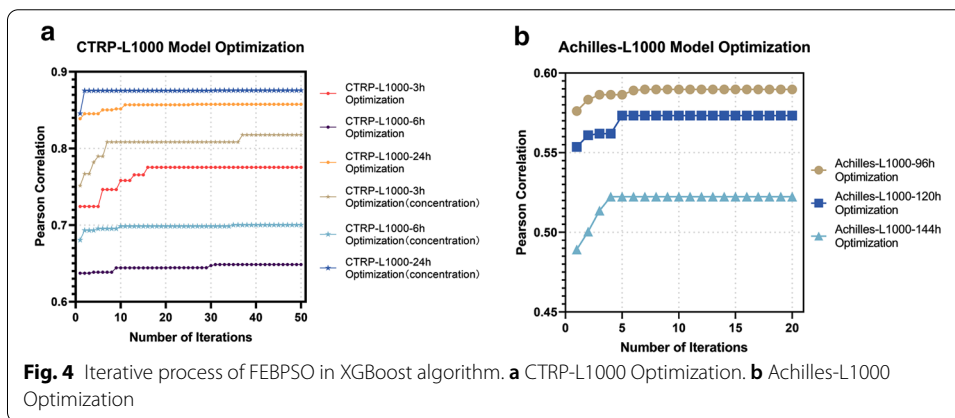 a
CTRP-L1000 Model Optimization
Pearson Correlation
0.9
0.8
0.7
0.6
0
10
20
30
40
50
Number of Iterations
CTRP-L1000-3h
Optimization
CTRP-L1000-6h
Optimization
CTRP-L1000-24h
Optimization
CTRP-L1000-3h
Optimization(concentration)
CTRP-L1000-6h
Optimization(concentration)
CTRP-L1000-24h
Optimization(concentration)
b
Achilles-L1000 Model Optimization
Pearson Correlation
0.60
0.55
0.50
0.45
0
5
10
15
20
Number of Iterations
Achilles-L1000-96h
Optimization
Achilles-L1000-120h
Optimization
Achilles-L1000-144h
Optimization
Fig. 4 Iterative process of FEBPSO in XGBoost algorithm. a CTRP-L1000 Optimization. b Achilles-L1000
Optimization